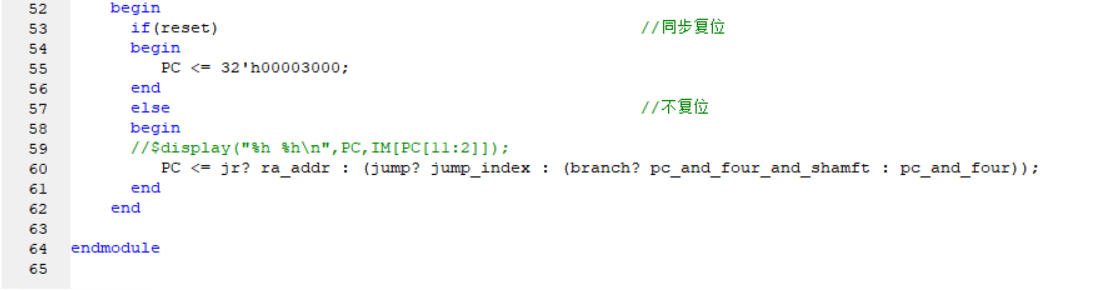 52 begin
53 if(reset) //同步复位
54 begin
55 PC <= 32'h00003000;
56 end
57 else //不复位
58 begin
59 //$display("%h %h\n",PC,IM[PC[11:2]]);
60 PC <= jr? ra_addr : (jump? jump_index : (branch? pc_and_four_and_shamft : pc_and_four));
61 end
62 end
63
64 endmodule
65